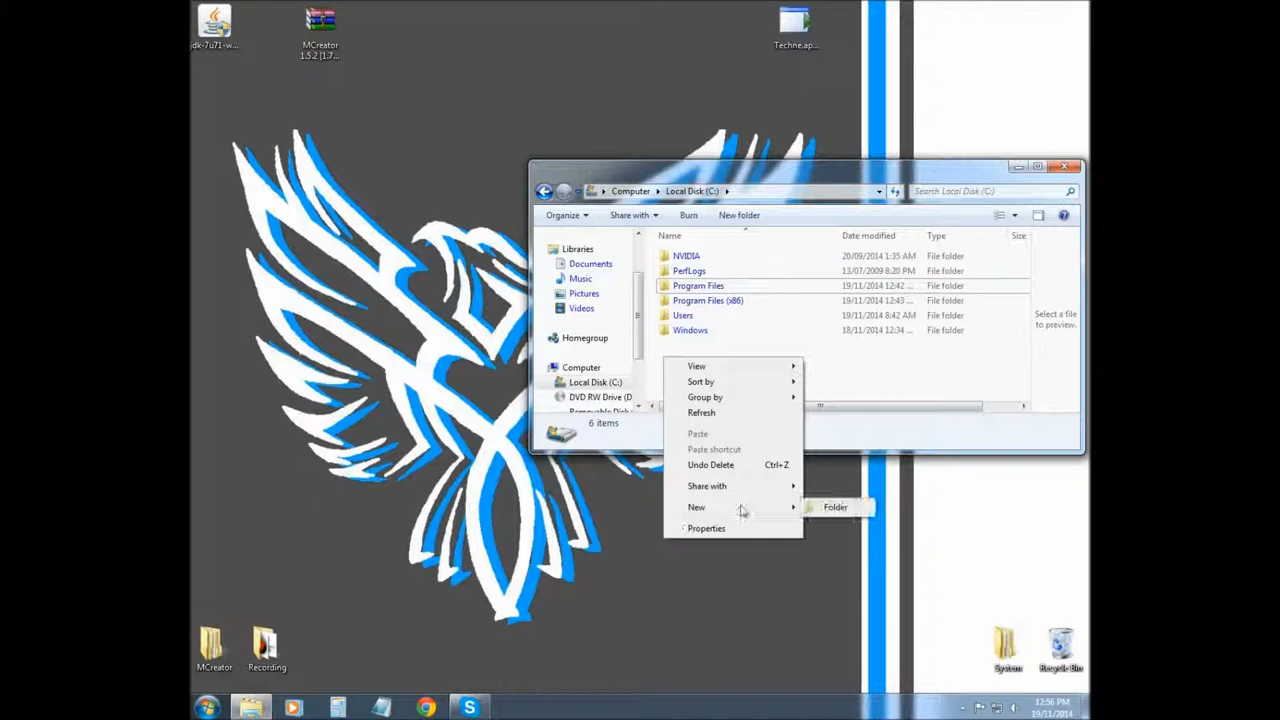 jdk-7u71-w...
MCreator
1.5.2 [1.7...
Techne.ap...
Computer
Local Disk (C:)
Search Local Disk (C:)
Organize
Share with
Burn
New folder
Libraries
Documents
Music
Pictures
Videos
Homegroup
Computer
Local Disk (C:)
DVD RW Drive (D
Removable Disk
Name
Date modified
Type
Size
NVIDIA
20/09/2014 1:35 AM
File folder
PerfLogs
13/07/2009 8:20 PM
File folder
Program Files
19/11/2014 12:42 ...
File folder
Program Files (x86)
19/11/2014 12:43 ...
File folder
Users
19/11/2014 8:42 AM
File folder
Windows
18/11/2014 12:34 ...
File folder
Select a file
to preview.
6 items
View
Sort by
Group by
Refresh
Paste
Paste shortcut
Undo Delete
Ctrl+Z
Share with
New
Folder
Properties
MCreator
Recording
System
Recycle Bin
12:56 PM
19/11/2014